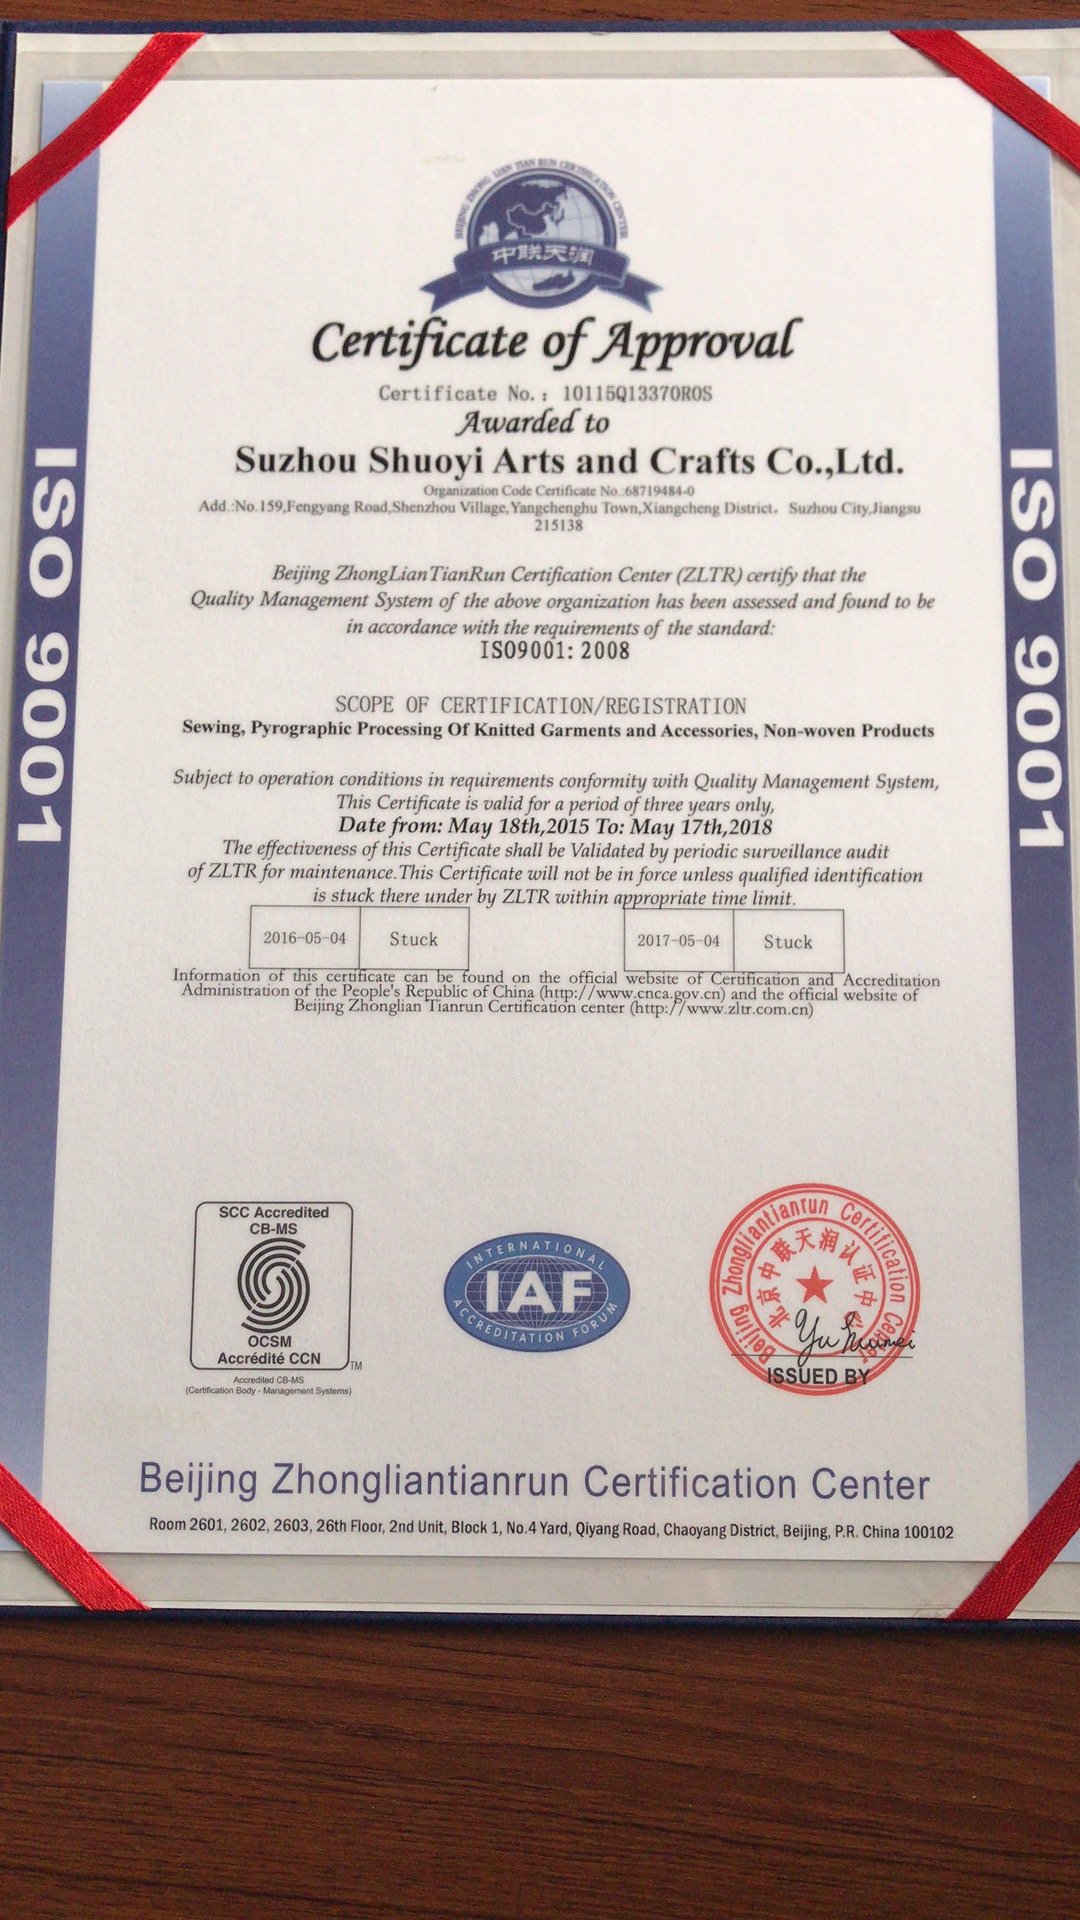 BEIJING ZHONG LIAN TIAN RUN CERTIFICATION CENTER
中联天润
Certificate of Approval
Certificate No.: 10115Q13370R0S
Awarded to
Suzhou Shuoyi Arts and Crafts Co.,Ltd.
Organization Code Certificate No.:68719484-0
Add.:No.159,Fengyang Road,Shenzhou Village,Yangchenghu Town,Xiangcheng District, Suzhou City,Jiangsu
215138
Beijing ZhongLianTianRun Certification Center (ZLTR) certify that the
Quality Management System of the above organization has been assessed and found to be
in accordance with the requirements of the standard:
ISO9001: 2008
SCOPE OF CERTIFICATION/REGISTRATION
Sewing, Pyrographic Processing Of Knitted Garments and Accessories, Non-woven Products
Subject to operation conditions in requirements conformity with Quality Management System,
This Certificate is valid for a period of three years only,
Date from: May 18th,2015 To: May 17th,2018
The effectiveness of this Certificate shall be Validated by periodic surveillance audit
of ZLTR for maintenance.This Certificate will not be in force unless qualified identification
is stuck there under by ZLTR within appropriate time limit.
2016-05-04 Stuck 2017-05-04 Stuck
Information of this certificate can be found on the official website of Certification and Accreditation
Administration of the People's Republic of China (http://www.cnca.gov.cn) and the official website of
Beijing Zhonglian Tianrun Certification center (http://www.zltr.com.cn)
ISO 9001
ISO 9001
SCC Accredited
CB-MS
OCSM
Accrédité CCN
TM
Accredited CB-MS
(Certification Body - Management Systems)
INTERNATIONAL
IAF
ACCREDITATION FORUM
Beijing Zhongliantianrun Certification Center
北京中联天润认证中心
ISSUED BY
Beijing Zhongliantianrun Certification Center
Room 2601, 2602, 2603, 26th Floor, 2nd Unit, Block 1, No.4 Yard, Qiyang Road, Chaoyang District, Beijing, P.R. China 100102